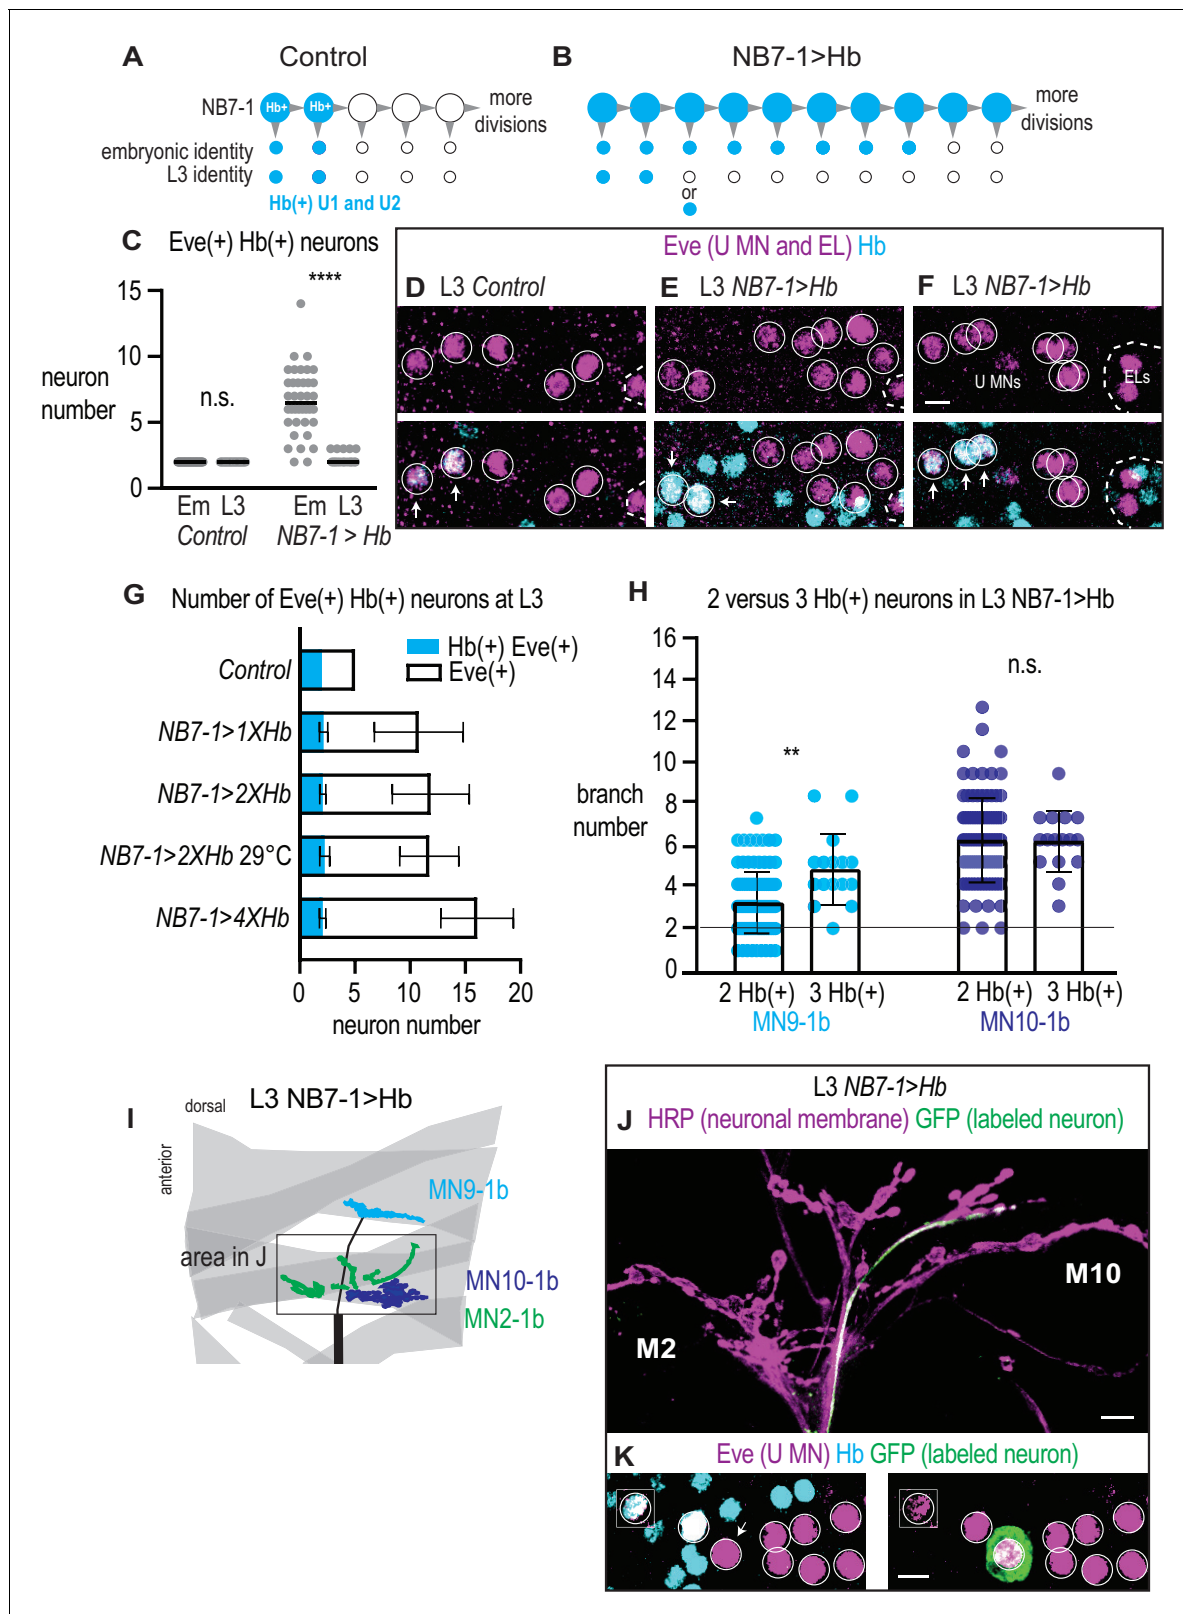 A Control
B NB7-1>Hb
NB7-1 Hb+ Hb+ more divisions
more divisions
embryonic identity
L3 identity
or
Hb(+) U1 and U2
C Eve(+) Hb(+) neurons
****
n.s.
15
10
5
0
neuron number
Em L3 Em L3
Control NB7-1 > Hb
Eve (U MN and EL) Hb
D L3 Control
E L3 NB7-1>Hb
F L3 NB7-1>Hb
U MNs
ELs
G Number of Eve(+) Hb(+) neurons at L3
Hb(+) Eve(+)
Eve(+)
Control
NB7-1>1XHb
NB7-1>2XHb
NB7-1>2XHb 29°C
NB7-1>4XHb
0 5 10 15 20
neuron number
H 2 versus 3 Hb(+) neurons in L3 NB7-1>Hb
16
14
12
10
8
6
4
2
0
branch number
**
n.s.
2 Hb(+) 3 Hb(+) 2 Hb(+) 3 Hb(+)
MN9-1b MN10-1b
I L3 NB7-1>Hb
dorsal
anterior
MN9-1b
area in J
MN10-1b
MN2-1b
L3 NB7-1>Hb
J HRP (neuronal membrane) GFP (labeled neuron)
M10
M2
K Eve (U MN) Hb GFP (labeled neuron)